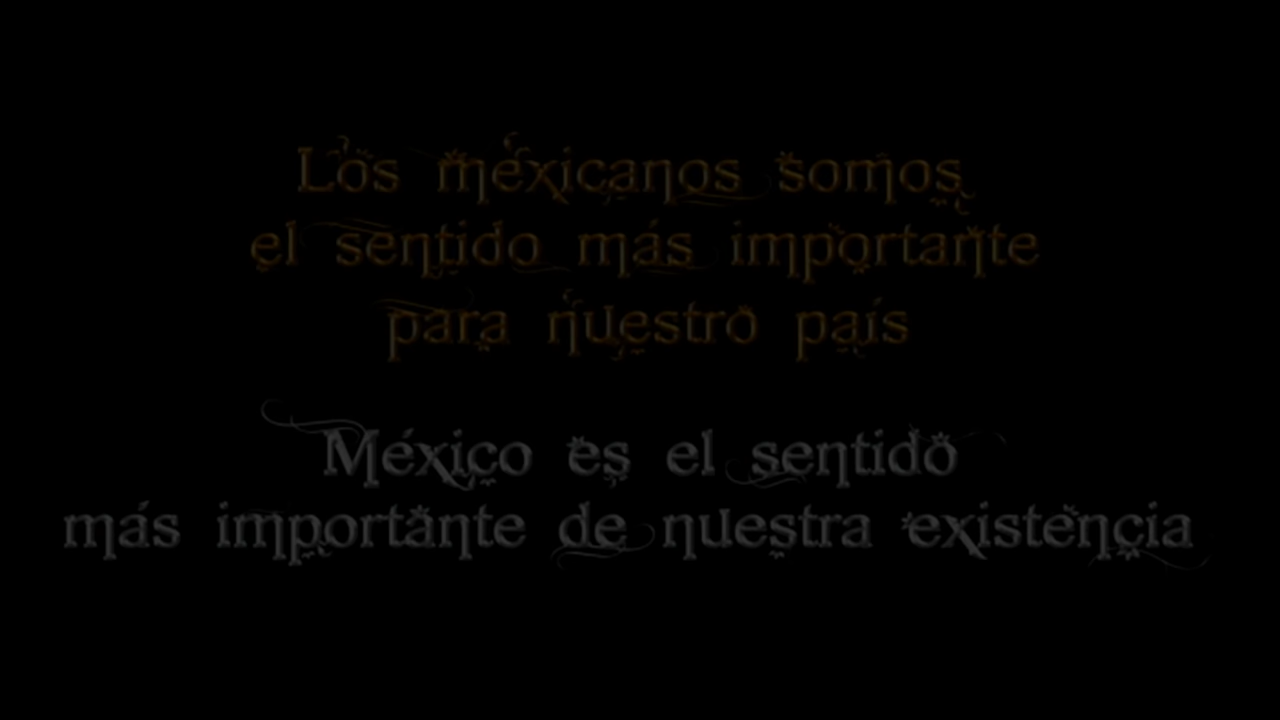 Los mexicanos somos
el sentido más importante
para nuestro país
México es el sentido
más importante de nuestra existencia